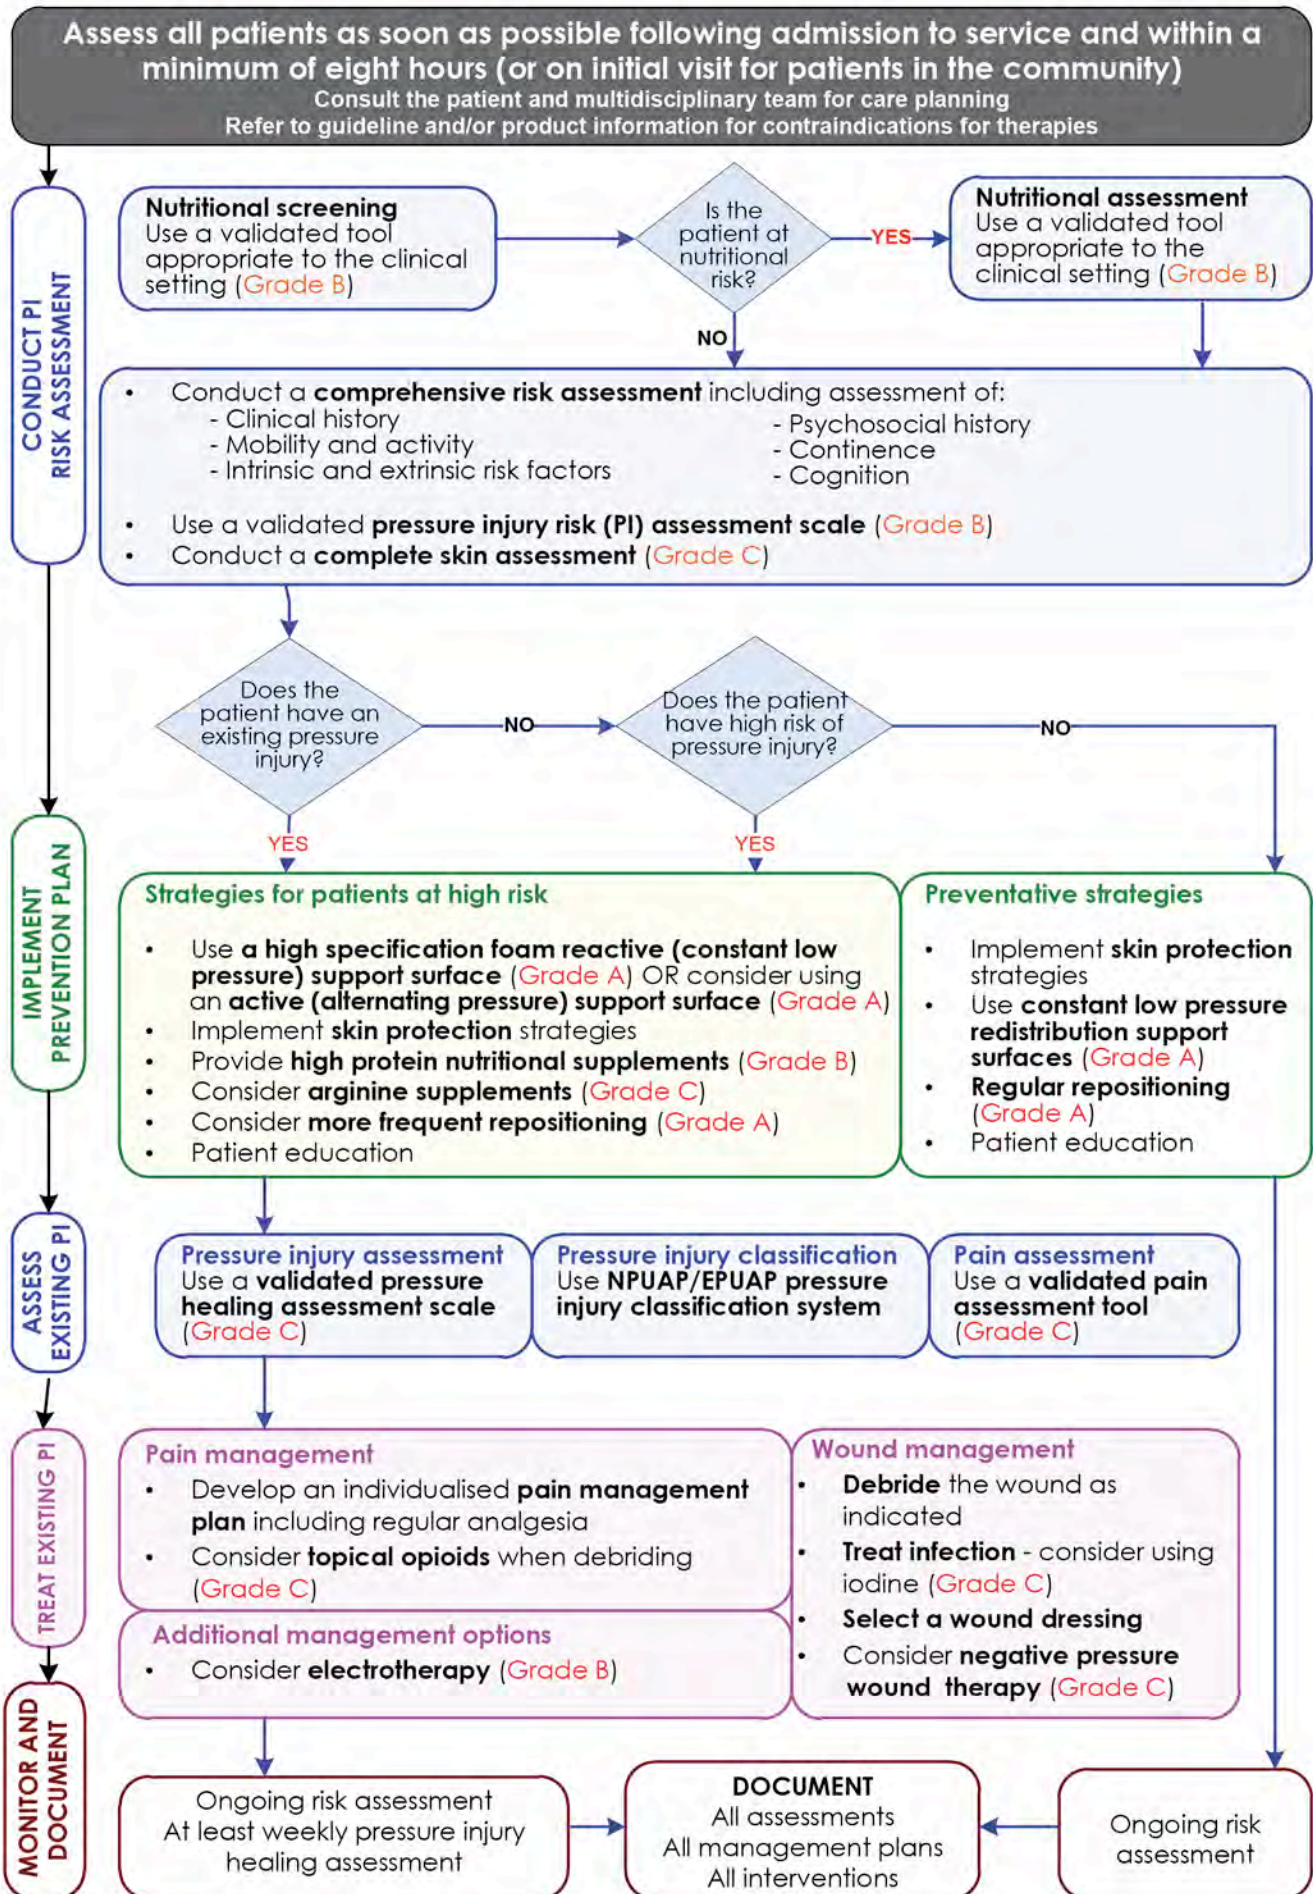 Assess all patients as soon as possible following admission to service and within a
minimum of eight hours (or on initial visit for patients in the community)
Consult the patient and multidisciplinary team for care planning
Refer to guideline and/or product information for contraindications for therapies
CONDUCT PI
RISK ASSESSMENT
Nutritional screening
Use a validated tool
appropriate to the clinical
setting (Grade B)
Is the
patient at
nutritional
risk?
YES
Nutritional assessment
Use a validated tool
appropriate to the
clinical setting (Grade B)
NO
• Conduct a comprehensive risk assessment including assessment of:
- Clinical history
- Mobility and activity
- Intrinsic and extrinsic risk factors
- Psychosocial history
- Continence
- Cognition
• Use a validated pressure injury risk (PI) assessment scale (Grade B)
• Conduct a complete skin assessment (Grade C)
Does the
patient have an
existing pressure
injury?
NO
Does the patient
have high risk of
pressure injury?
NO
YES
YES
IMPLEMENT
PREVENTION PLAN
Strategies for patients at high risk
• Use a high specification foam reactive (constant low
pressure) support surface (Grade A) OR consider using
an active (alternating pressure) support surface (Grade A)
• Implement skin protection strategies
• Provide high protein nutritional supplements (Grade B)
• Consider arginine supplements (Grade C)
• Consider more frequent repositioning (Grade A)
• Patient education
Preventative strategies
• Implement skin protection
strategies
• Use constant low pressure
redistribution support
surfaces (Grade A)
• Regular repositioning
(Grade A)
• Patient education
ASSESS
EXISTING PI
Pressure injury assessment
Use a validated pressure
healing assessment scale
(Grade C)
Pressure injury classification
Use NPUAP/EPUAP pressure
injury classification system
Pain assessment
Use a validated pain
assessment tool
(Grade C)
TREAT EXISTING PI
Pain management
• Develop an individualised pain management
plan including regular analgesia
• Consider topical opioids when debriding
(Grade C)
Additional management options
• Consider electrotherapy (Grade B)
Wound management
• Debride the wound as
indicated
• Treat infection - consider using
iodine (Grade C)
• Select a wound dressing
• Consider negative pressure
wound therapy (Grade C)
MONITOR AND
DOCUMENT
Ongoing risk assessment
At least weekly pressure injury
healing assessment
DOCUMENT
All assessments
All management plans
All interventions
Ongoing risk
assessment